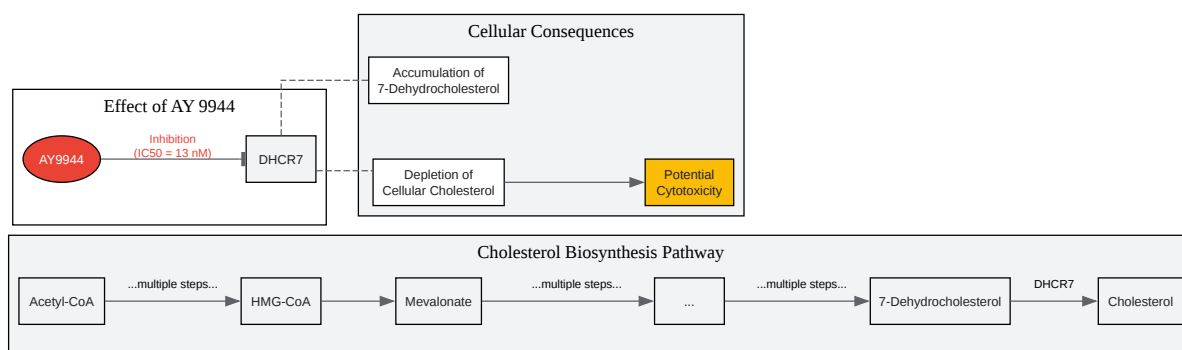 Cellular Consequences
Accumulation of
7-Dehydrocholesterol
Effect of AY 9944
AY9944
Inhibition
(IC50 = 13 nM)
DHCR7
Depletion of
Cellular Cholesterol
Potential
Cytotoxicity
Cholesterol Biosynthesis Pathway
Acetyl-CoA
...multiple steps...
HMG-CoA
Mevalonate
...multiple steps...
...
...multiple steps...
7-Dehydrocholesterol
DHCR7
Cholesterol